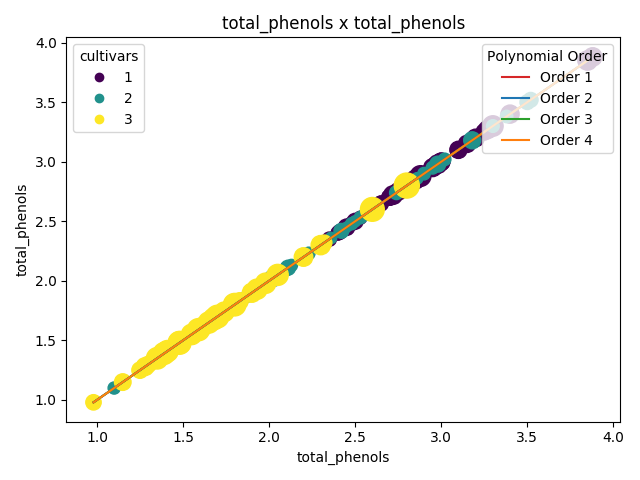 total_phenols x total_phenols
cultivars
1
2
3
Polynomial Order
Order 1
Order 2
Order 3
Order 4
total_phenols
4.0
3.5
3.0
2.5
2.0
1.5
1.0
1.0 1.5 2.0 2.5 3.0 3.5 4.0
total_phenols